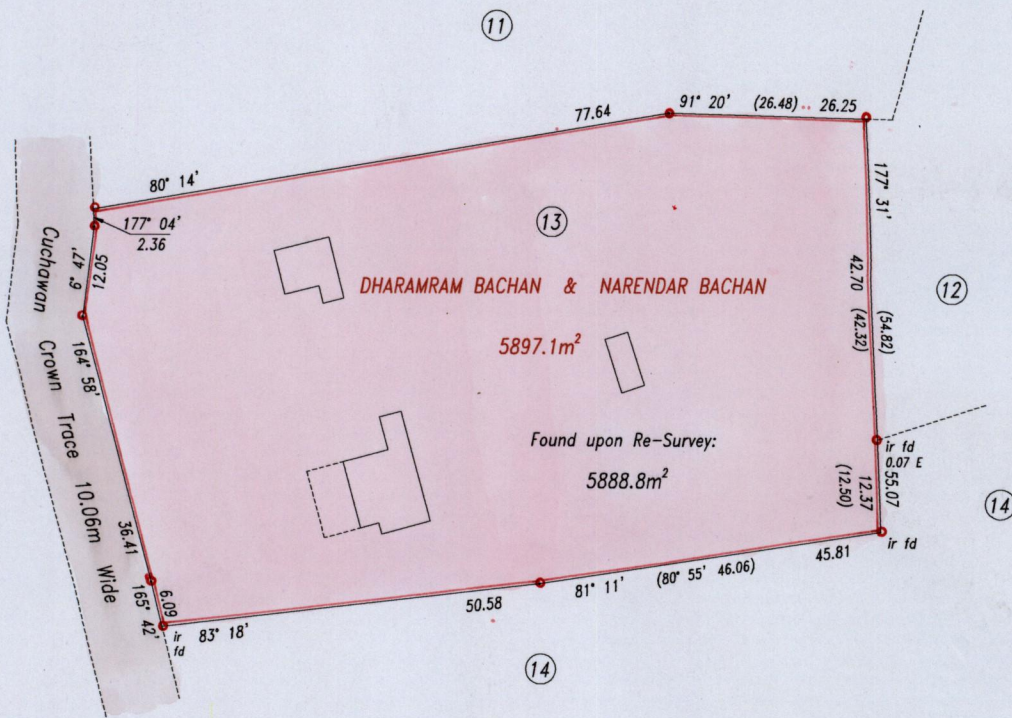 11
77.64
91° 20'
(26.48)
26.25
80° 14'
177° 04'
2.36
12.05
6° 47'
177° 31'
42.70
(42.32)
(54.82)
13
DHARAMRAM BACHAN & NARENDAR BACHAN
5897.1m²
12
164° 58'
36.41
Cuchawan Crown Trace 10.06m Wide
Found upon Re-Survey:
5888.8m²
ir fd
0.07 E
55.07
12.37
(12.50)
14
ir fd
45.81
(80° 55' 46.06)
81° 11'
50.58
83° 18'
6.09
165° 42'
ir
fd
14